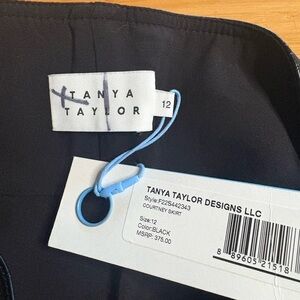 TANYA
TAYLOR
12
TANYA TAYLOR DESIGNS LLC
Style:F22S442343
COURTNEY SKIRT
Size:12
Color:BLACK
MSRP: 375.00
8 89605 21518